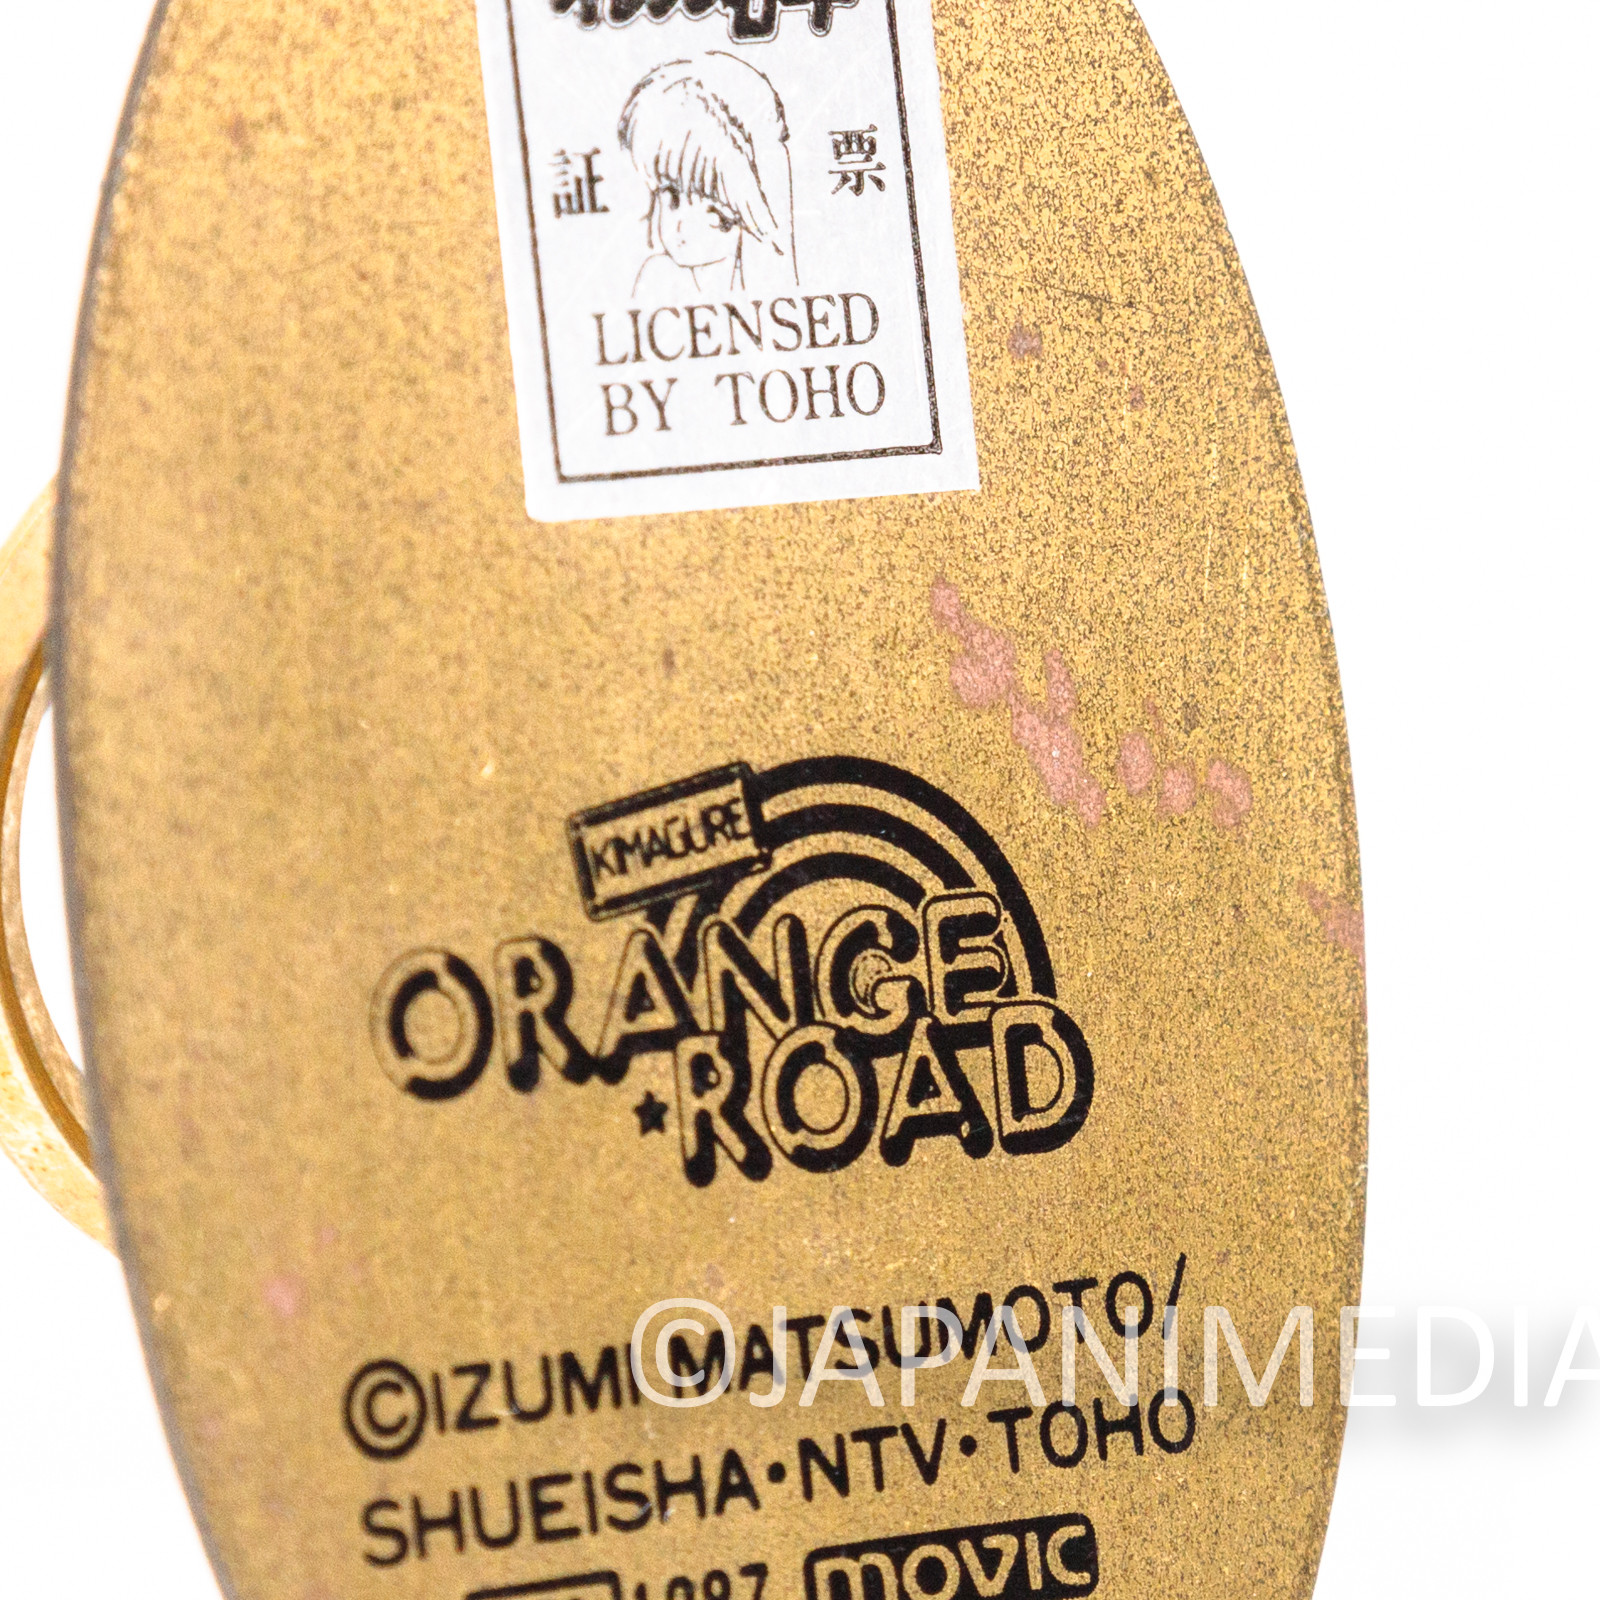 証 票
LICENSED
BY TOHO
KIMAGURE
ORANGE
★ROAD
©IZUMI MATSUMOTO/
©JAPANIMEDIA
SHUEISHA・NTV・TOHO
movic